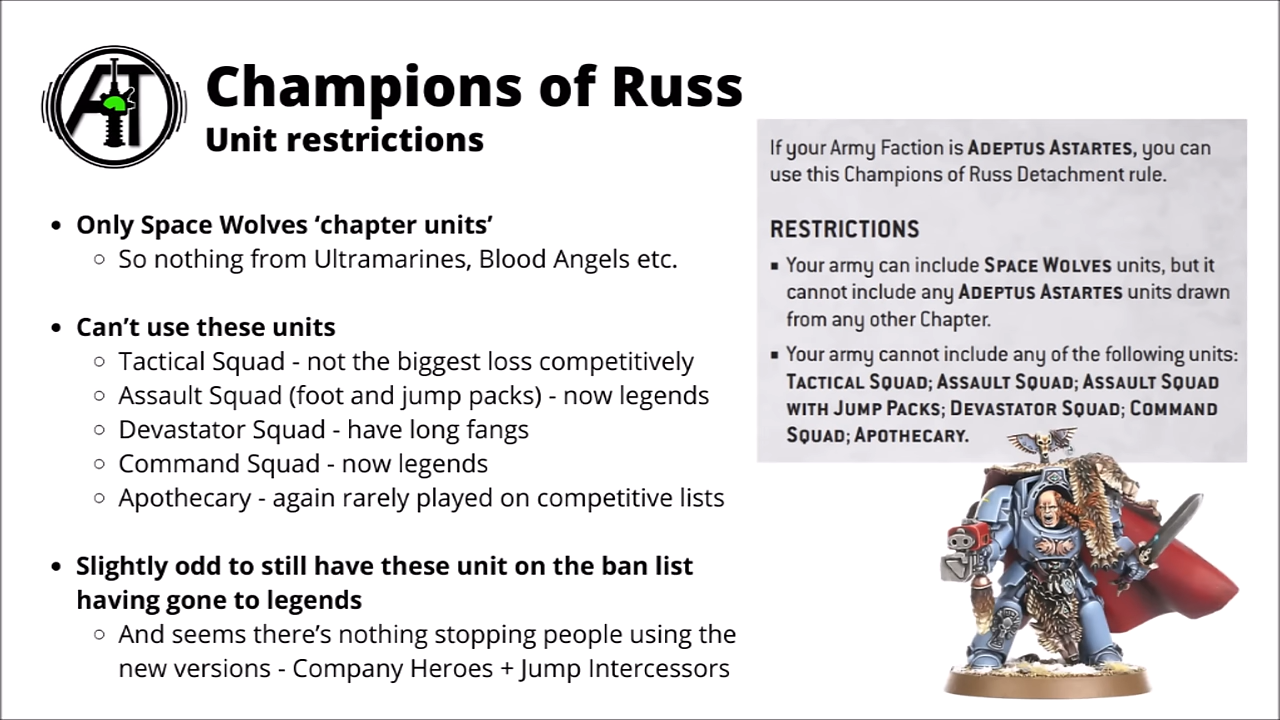 AT
Champions of Russ
Unit restrictions
• Only Space Wolves ‘chapter units’
○ So nothing from Ultramarines, Blood Angels etc.
• Can’t use these units
○ Tactical Squad - not the biggest loss competitively
○ Assault Squad (foot and jump packs) - now legends
○ Devastator Squad - have long fangs
○ Command Squad - now legends
○ Apothecary - again rarely played on competitive lists
• Slightly odd to still have these unit on the ban list
having gone to legends
○ And seems there’s nothing stopping people using the
new versions - Company Heroes + Jump Intercessors
If your Army Faction is ADEPTUS ASTARTES, you can
use this Champions of Russ Detachment rule.
RESTRICTIONS
▪ Your army can include SPACE WOLVES units, but it
cannot include any ADEPTUS ASTARTES units drawn
from any other Chapter.
▪ Your army cannot include any of the following units:
TACTICAL SQUAD; ASSAULT SQUAD; ASSAULT SQUAD
WITH JUMP PACKS; DEVASTATOR SQUAD; COMMAND
SQUAD; APOTHECARY.